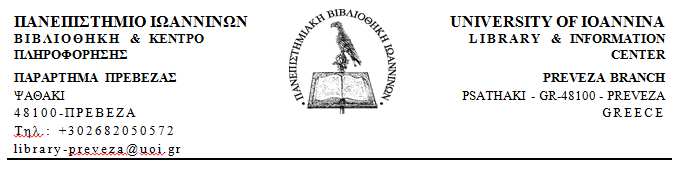 ΠΑΝΕΠΙΣΤΗΜΙΟ ΙΩΑΝΝΙΝΩΝ
ΒΙΒΛΙΟΘΗΚΗ & ΚΕΝΤΡΟ
ΠΛΗΡΟΦΟΡΗΣΗΣ
ΠΑΡΑΡΤΗΜΑ ΠΡΕΒΕΖΑΣ
ΨΑΘΑΚΙ
48100-ΠΡΕΒΕΖΑ
Τηλ.: +302682050572
library-preveza@uoi.gr
ΠΑΝΕΠΙΣΤΗΜΙΑΚΗ ΒΙΒΛΙΟΘΗΚΗ ΙΩΑΝΝΙΝΩΝ
UNIVERSITY OF IOANNINA
LIBRARY & INFORMATION
CENTER
PREVEZA BRANCH
PSATHAKI - GR-48100 - PREVEZA
GREECE